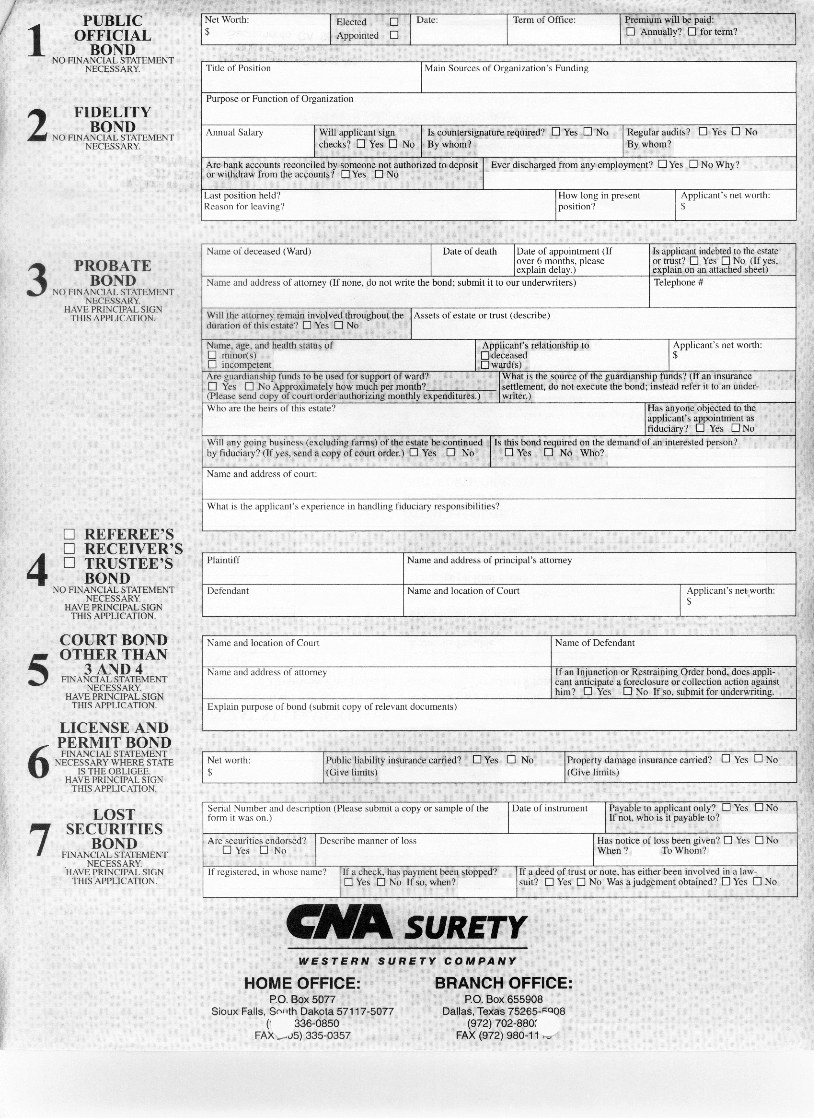 1
PUBLIC
OFFICIAL
BOND
NO FINANCIAL STATEMENT
NECESSARY.
Net Worth:
$
Elected ☐
Appointed ☐
Date:
Term of Office:
Premium will be paid:
☐ Annually? ☐ for term?
2
FIDELITY
BOND
NO FINANCIAL STATEMENT
NECESSARY.
Title of Position
Main Sources of Organization's Funding
Purpose or Function of Organization
Annual Salary
Will applicant sign
checks? ☐ Yes ☐ No
Is countersignature required? ☐ Yes ☐ No
By whom?
Regular audits? ☐ Yes ☐ No
By whom?
Are bank accounts reconciled by someone not authorized to deposit
or withdraw from the accounts? ☐ Yes ☐ No
Ever discharged from any employment? ☐ Yes ☐ No Why?
Last position held?
Reason for leaving?
How long in present
position?
Applicant's net worth:
$
3
PROBATE
BOND
NO FINANCIAL STATEMENT
NECESSARY.
HAVE PRINCIPAL SIGN
THIS APPLICATION.
Name of deceased (Ward)
Date of death
Date of appointment (If
over 6 months, please
explain delay.)
Is applicant indebted to the estate
or trust? ☐ Yes ☐ No (If yes,
explain on an attached sheet)
Name and address of attorney (If none, do not write the bond; submit it to our underwriters)
Telephone #
Will the attorney remain involved throughout the
duration of this estate? ☐ Yes ☐ No
Assets of estate or trust (describe)
Name, age, and health status of
☐ minor(s)
☐ incompetent
Applicant's relationship to
☐ deceased
☐ ward(s)
Applicant's net worth:
$
Are guardianship funds to be used for support of ward?
☐ Yes ☐ No Approximately how much per month?
(Please send copy of court order authorizing monthly expenditures.)
What is the source of the guardianship funds? (If an insurance
settlement, do not execute the bond; instead refer it to an under-
writer.)
Who are the heirs of this estate?
Has anyone objected to the
applicant's appointment as
fiduciary? ☐ Yes ☐ No
Will any going business (excluding farms) of the estate be continued
by fiduciary? (If yes, send a copy of court order.) ☐ Yes ☐ No
Is this bond required on the demand of an interested person?
☐ Yes ☐ No Who?
Name and address of court:
What is the applicant's experience in handling fiduciary responsibilities?
4
☐ REFEREE'S
☐ RECEIVER'S
☐ TRUSTEE'S
BOND
NO FINANCIAL STATEMENT
NECESSARY.
HAVE PRINCIPAL SIGN
THIS APPLICATION.
Plaintiff
Name and address of principal's attorney
Defendant
Name and location of Court
Applicant's net worth:
$
5
COURT BOND
OTHER THAN
3 AND 4
FINANCIAL STATEMENT
NECESSARY.
HAVE PRINCIPAL SIGN
THIS APPLICATION.
Name and location of Court
Name of Defendant
Name and address of attorney
If an Injunction or Restraining Order bond, does appli-
cant anticipate a foreclosure or collection action against
him? ☐ Yes ☐ No If so, submit for underwriting.
Explain purpose of bond (submit copy of relevant documents)
6
LICENSE AND
PERMIT BOND
FINANCIAL STATEMENT
NECESSARY WHERE STATE
IS THE OBLIGEE.
HAVE PRINCIPAL SIGN
THIS APPLICATION.
Net worth:
$
Public liability insurance carried? ☐ Yes ☐ No
(Give limits)
Property damage insurance carried? ☐ Yes ☐ No
(Give limits)
7
LOST
SECURITIES
BOND
FINANCIAL STATEMENT
NECESSARY.
HAVE PRINCIPAL SIGN
THIS APPLICATION.
Serial Number and description (Please submit a copy or sample of the
form it was on.)
Date of instrument
Payable to applicant only? ☐ Yes ☐ No
If not, who is it payable to?
Are securities endorsed?
☐ Yes ☐ No
Describe manner of loss
Has notice of loss been given? ☐ Yes ☐ No
When ? To Whom?
If registered, in whose name?
If a check, has payment been stopped?
☐ Yes ☐ No If so, when?
If a deed of trust or note, has either been involved in a law-
suit? ☐ Yes ☐ No Was a judgement obtained? ☐ Yes ☐ No
CNA SURETY
WESTERN SURETY COMPANY
HOME OFFICE:
P.O. Box 5077
Sioux Falls, South Dakota 57117-5077
336-0850
FAX 335-0357
BRANCH OFFICE:
P.O. Box 655908
Dallas, Texas 75265-5908
(972) 702-880
FAX (972) 980-11